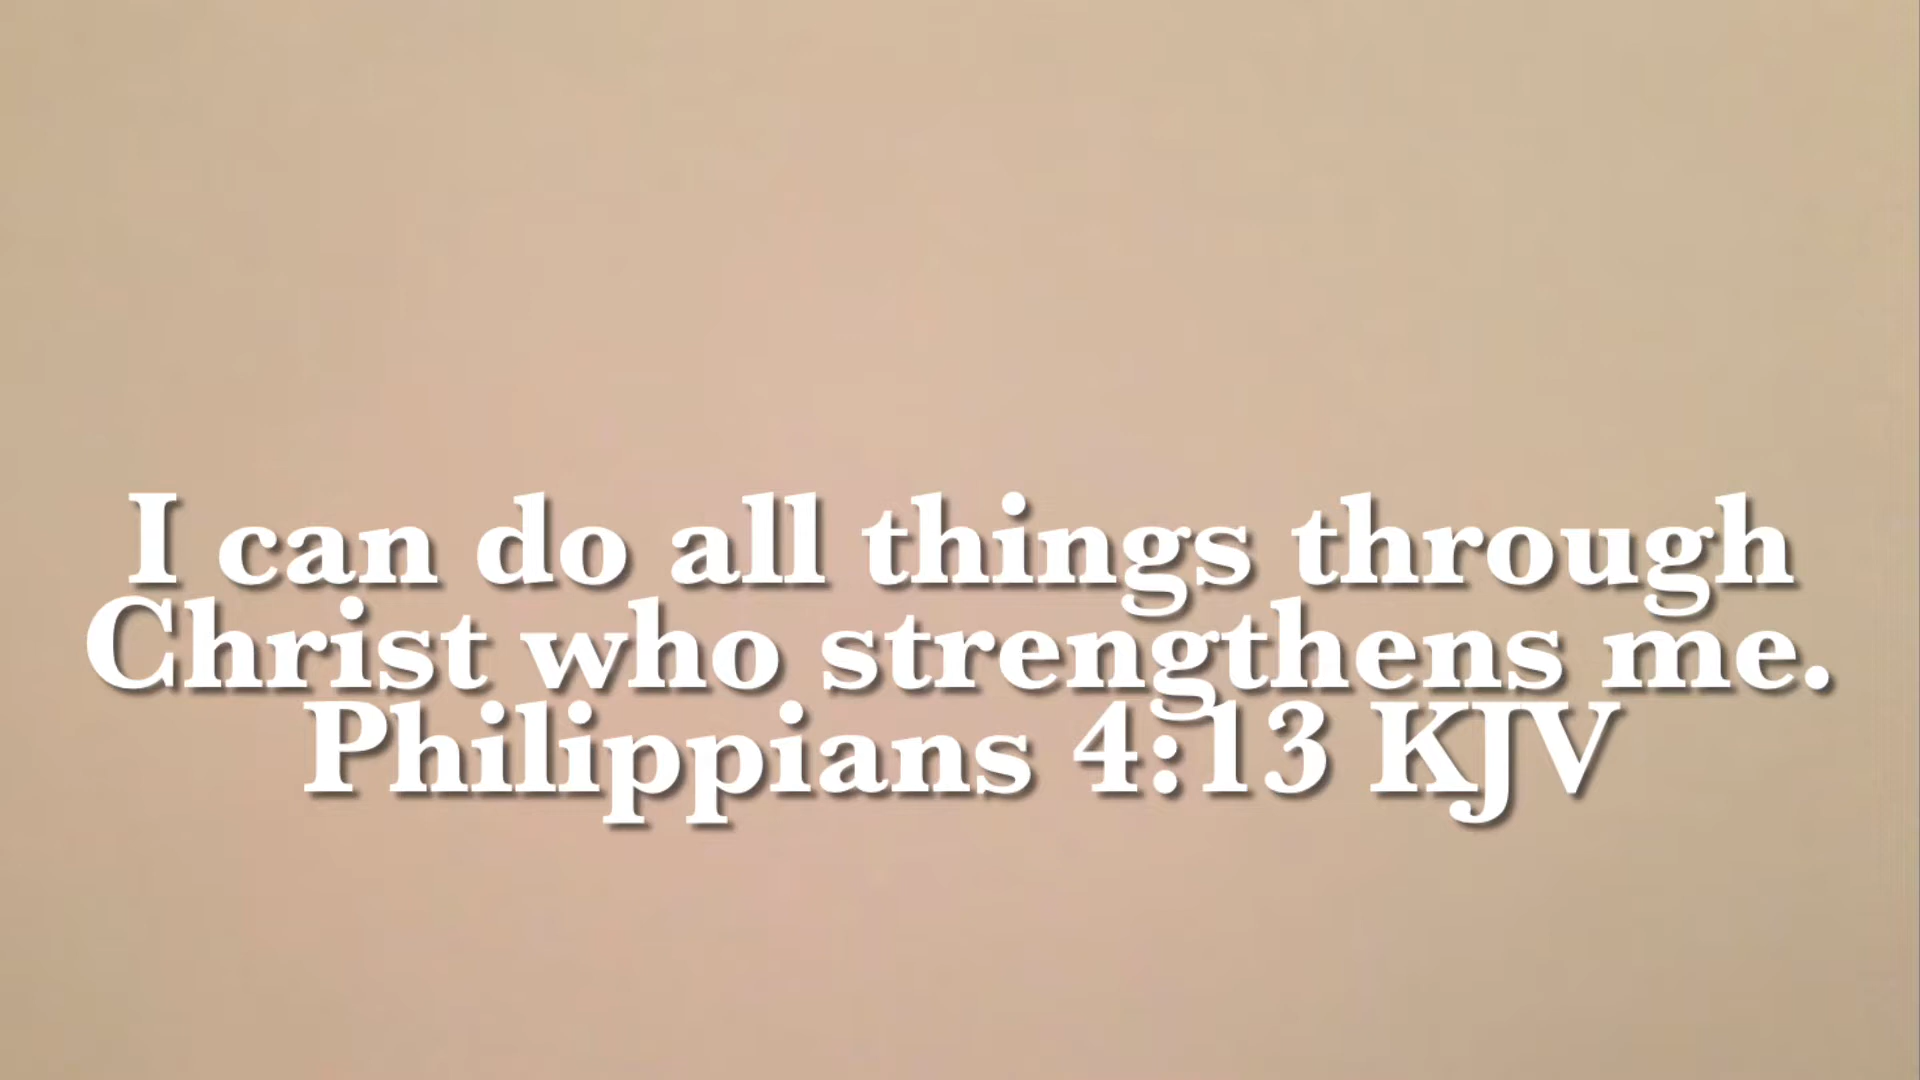 I can do all things through
Christ who strengthens me.
Philippians 4:13 KJV